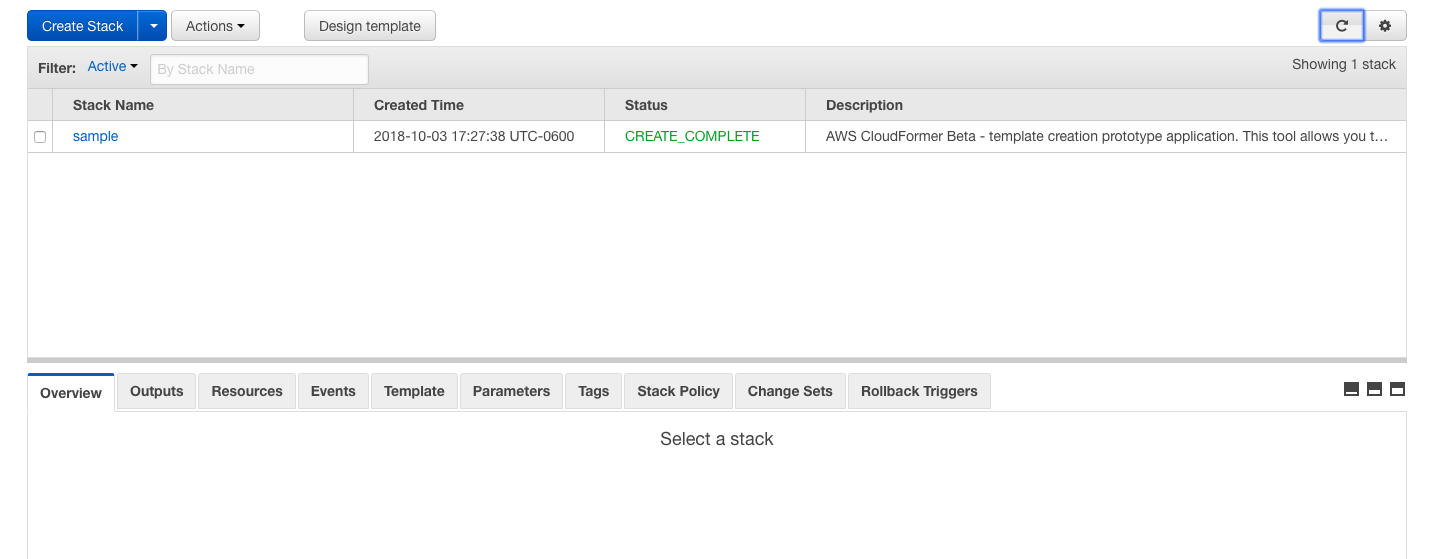 Create Stack Actions Design template
Filter: Active By Stack Name Showing 1 stack
Stack Name Created Time Status Description
sample 2018-10-03 17:27:38 UTC-0600 CREATE_COMPLETE AWS CloudFormer Beta - template creation prototype application. This tool allows you t…
Overview Outputs Resources Events Template Parameters Tags Stack Policy Change Sets Rollback Triggers
Select a stack